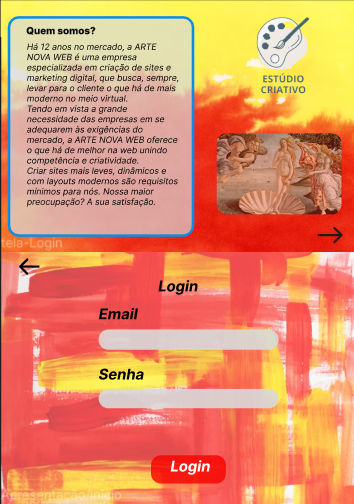 Quem somos?
Há 12 anos no mercado, a ARTE
NOVA WEB é uma empresa
especializada em criação de sites e
marketing digital, que busca, sempre,
levar para o cliente o que há de mais
moderno no meio virtual.
Tendo em vista a grande
necessidade das empresas em se
adequarem às exigências do
mercado, a ARTE NOVA WEB oferece
o que há de melhor na web unindo
competência e criatividade.
Criar sites mais leves, dinâmicos e
com layouts modernos são requisitos
mínimos para nós. Nossa maior
preocupação? A sua satisfação.
ESTÚDIO
CRIATIVO
tela-Login
Login
Email
Senha
Login
Apresentação/Inicio